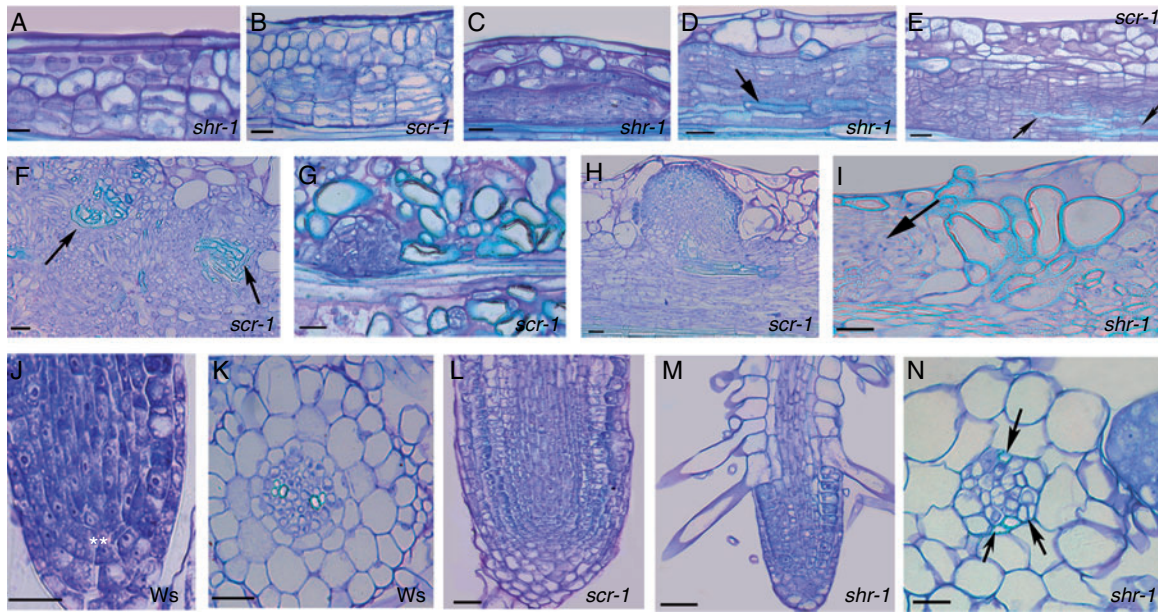 A shr-1
B scr-1
C shr-1
D shr-1
E scr-1
F scr-1
G scr-1
H scr-1
I shr-1
J ** Ws
K Ws
L scr-1
M shr-1
N shr-1